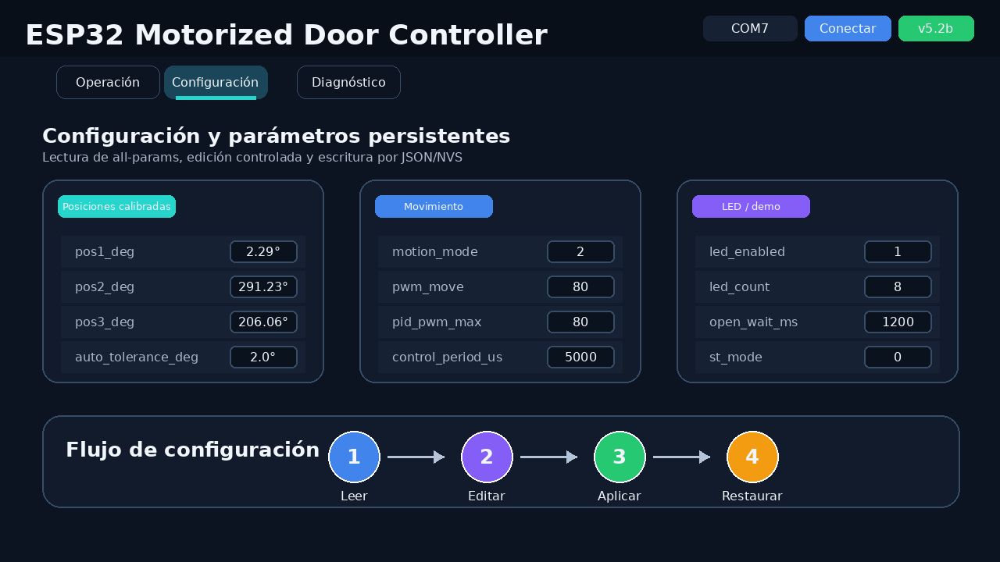 ESP32 Motorized Door Controller
COM7
Conectar
v5.2b
Operación
Configuración
Diagnóstico
Configuración y parámetros persistentes
Lectura de all-params, edición controlada y escritura por JSON/NVS
Posiciones calibradas
pos1_deg 2.29°
pos2_deg 291.23°
pos3_deg 206.06°
auto_tolerance_deg 2.0°
Movimiento
motion_mode 2
pwm_move 80
pid_pwm_max 80
control_period_us 5000
LED / demo
led_enabled 1
led_count 8
open_wait_ms 1200
st_mode 0
Flujo de configuración
1
Leer
2
Editar
3
Aplicar
4
Restaurar